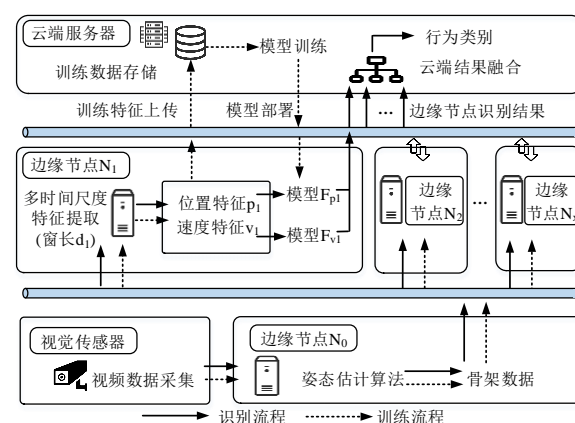 云端服务器
模型训练
行为类别
训练数据存储
云端结果融合
训练特征上传
模型部署
...
边缘节点识别结果
边缘节点N1
多时间尺度
特征提取
(窗长d1)
位置特征p1
速度特征v1
模型Fp1
模型Fv1
边缘
节点N2
...
边缘
视觉传感器
视频数据采集
边缘节点N0
姿态估计算法
骨架数据
识别流程
训练流程